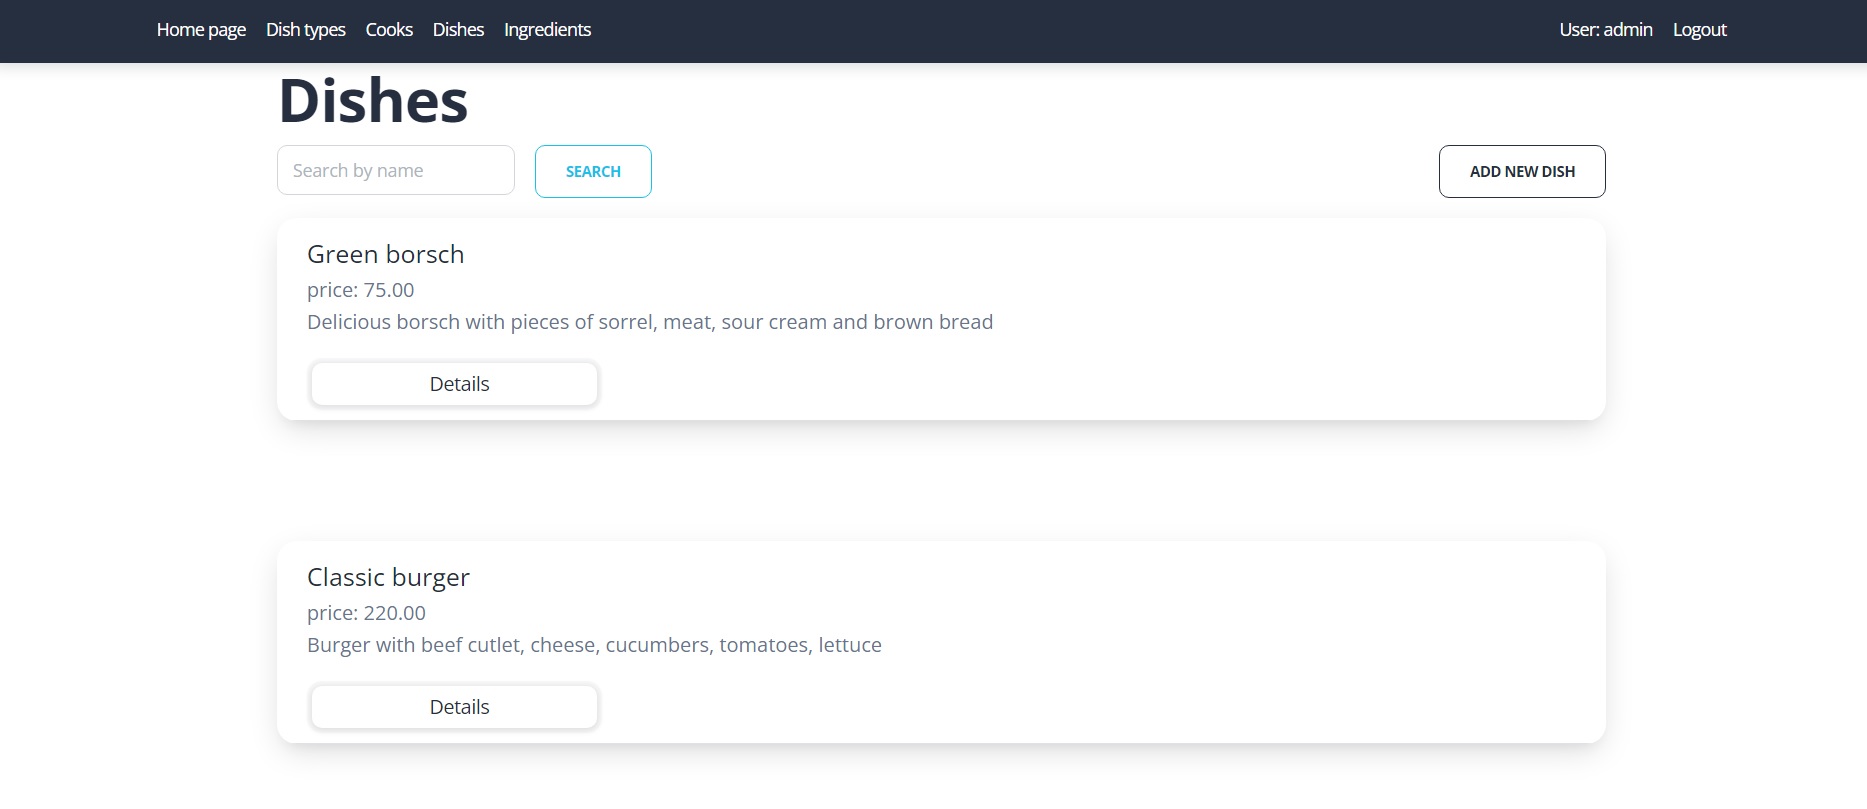 Home page Dish types Cooks Dishes Ingredients User: admin Logout
Dishes
Search by name SEARCH ADD NEW DISH
Green borsch
price: 75.00
Delicious borsch with pieces of sorrel, meat, sour cream and brown bread
Details
Classic burger
price: 220.00
Burger with beef cutlet, cheese, cucumbers, tomatoes, lettuce
Details